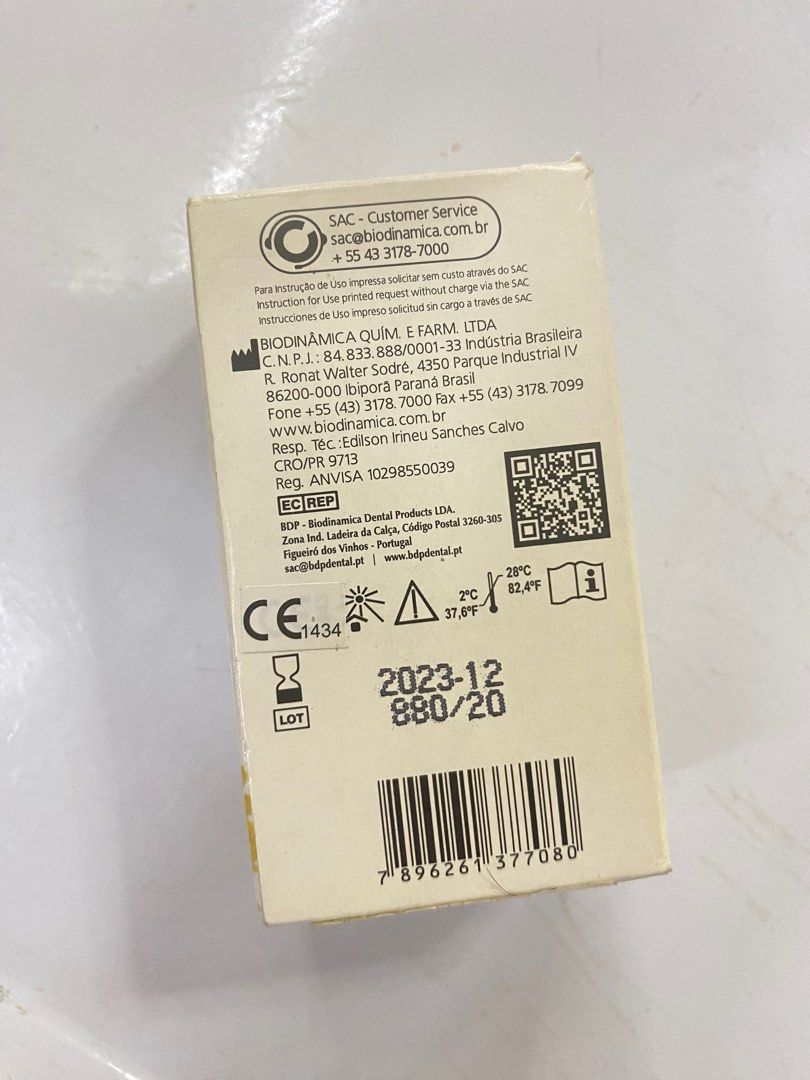 SAC - Customer Service
sac@biodinamica.com.br
+ 55 43 3178-7000
Para Instrução de Uso impressa solicitar sem custo através do SAC
Instruction for Use printed request without charge via the SAC
Instrucciones de Uso impreso solicitud sin cargo a través de SAC
BIODINÂMICA QUÍM. E FARM. LTDA
C.N.P.J.: 84.833.888/0001-33 Indústria Brasileira
R. Ronat Walter Sodré, 4350 Parque Industrial IV
86200-000 Ibiporã Paraná Brasil
Fone +55 (43) 3178.7000 Fax +55 (43) 3178.7099
www.biodinamica.com.br
Resp. Téc.:Edilson Irineu Sanches Calvo
CRO/PR 9713
Reg. ANVISA 10298550039
EC REP
BDP - Biodinamica Dental Products LDA.
Zona Ind. Ladeira da Calça, Código Postal 3260-305
Figueiró dos Vinhos - Portugal
sac@bdpdental.pt | www.bdpdental.pt
CE 1434
2ºC 28ºC
37,6ºF 82,4ºF
i
2023-12
LOT 880/20
7 896261 377080